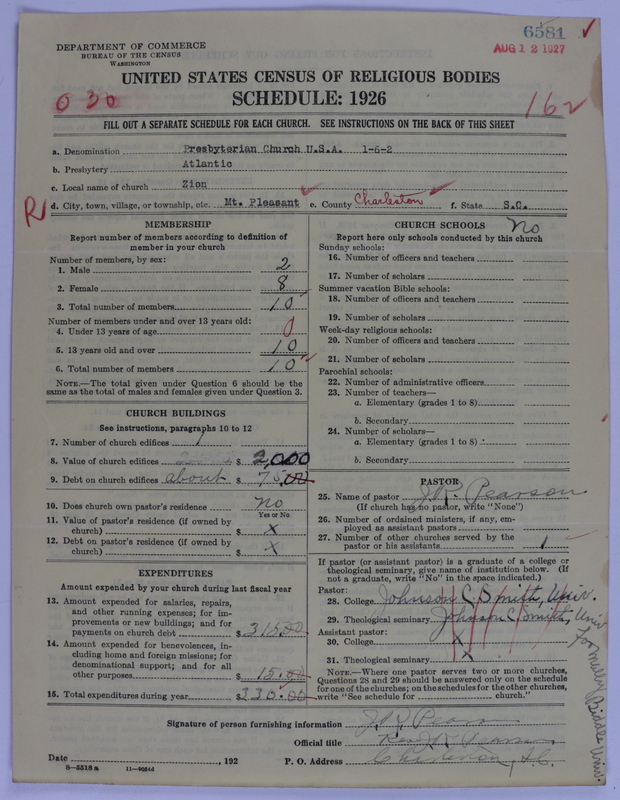 6581
AUG 12 1927
DEPARTMENT OF COMMERCE
BUREAU OF THE CENSUS
WASHINGTON
UNITED STATES CENSUS OF RELIGIOUS BODIES
SCHEDULE: 1926
030
162
FILL OUT A SEPARATE SCHEDULE FOR EACH CHURCH. SEE INSTRUCTIONS ON THE BACK OF THIS SHEET
a. Denomination Presbyterian Church U.S.A. 1-6-2
b. Presbytery Atlantic
c. Local name of church Zion
R d. City, town, village, or township, etc. Mt. Pleasant e. County Charleston f. State S.C.
MEMBERSHIP
Report number of members according to definition of
member in your church
Number of members, by sex:
1. Male 2
2. Female 8
3. Total number of members 10
Number of members under and over 13 years old:
4. Under 13 years of age 0
5. 13 years old and over 10
6. Total number of members 10
NOTE.—The total given under Question 6 should be the
same as the total of males and females given under Question 3.
CHURCH BUILDINGS
See instructions, paragraphs 10 to 12
7. Number of church edifices 1
8. Value of church edifices $ 2,000
9. Debt on church edifices about $ 75.00
10. Does church own pastor's residence no
Yes or No
11. Value of pastor's residence (if owned by
church) $ x
12. Debt on pastor's residence (if owned by
church) $ x
EXPENDITURES
Amount expended by your church during last fiscal year
13. Amount expended for salaries, repairs,
and other running expenses; for im-
provements or new buildings; and for
payments on church debt $ 315.00
14. Amount expended for benevolences, in-
cluding home and foreign missions; for
denominational support; and for all
other purposes $ 15.00
15. Total expenditures during year $ 330.00
CHURCH SCHOOLS No
Report here only schools conducted by this church
Sunday schools:
16. Number of officers and teachers
17. Number of scholars
Summer vacation Bible schools:
18. Number of officers and teachers
19. Number of scholars
Week-day religious schools:
20. Number of officers and teachers
21. Number of scholars
Parochial schools:
22. Number of administrative officers
23. Number of teachers—
a. Elementary (grades 1 to 8)
b. Secondary
24. Number of scholars—
a. Elementary (grades 1 to 8)
b. Secondary
PASTOR
25. Name of pastor J.R. Pearson
(If church has no pastor, write "None")
26. Number of ordained ministers, if any, em-
ployed as assistant pastors
27. Number of other churches served by the
pastor or his assistants 1
If pastor (or assistant pastor) is a graduate of a college or
theological seminary, give name of institution below. (If
not a graduate, write "No" in the space indicated.)
Pastor:
28. College Johnson C. Smith, Univ.
29. Theological seminary Johnson C. Smith, Univ
formerly Biddle Univ.
Assistant pastor:
30. College x
31. Theological seminary x
NOTE.—Where one pastor serves two or more churches,
Questions 28 and 29 should be answered only on the schedule
for one of the churches; on the schedules for the other churches,
write "See schedule for church."
Signature of person furnishing information J.R. Pearson
Official title Rev. J.R. Pearson
Date , 192 P. O. Address Charleston, S.C.
8—5518a 11—9054d